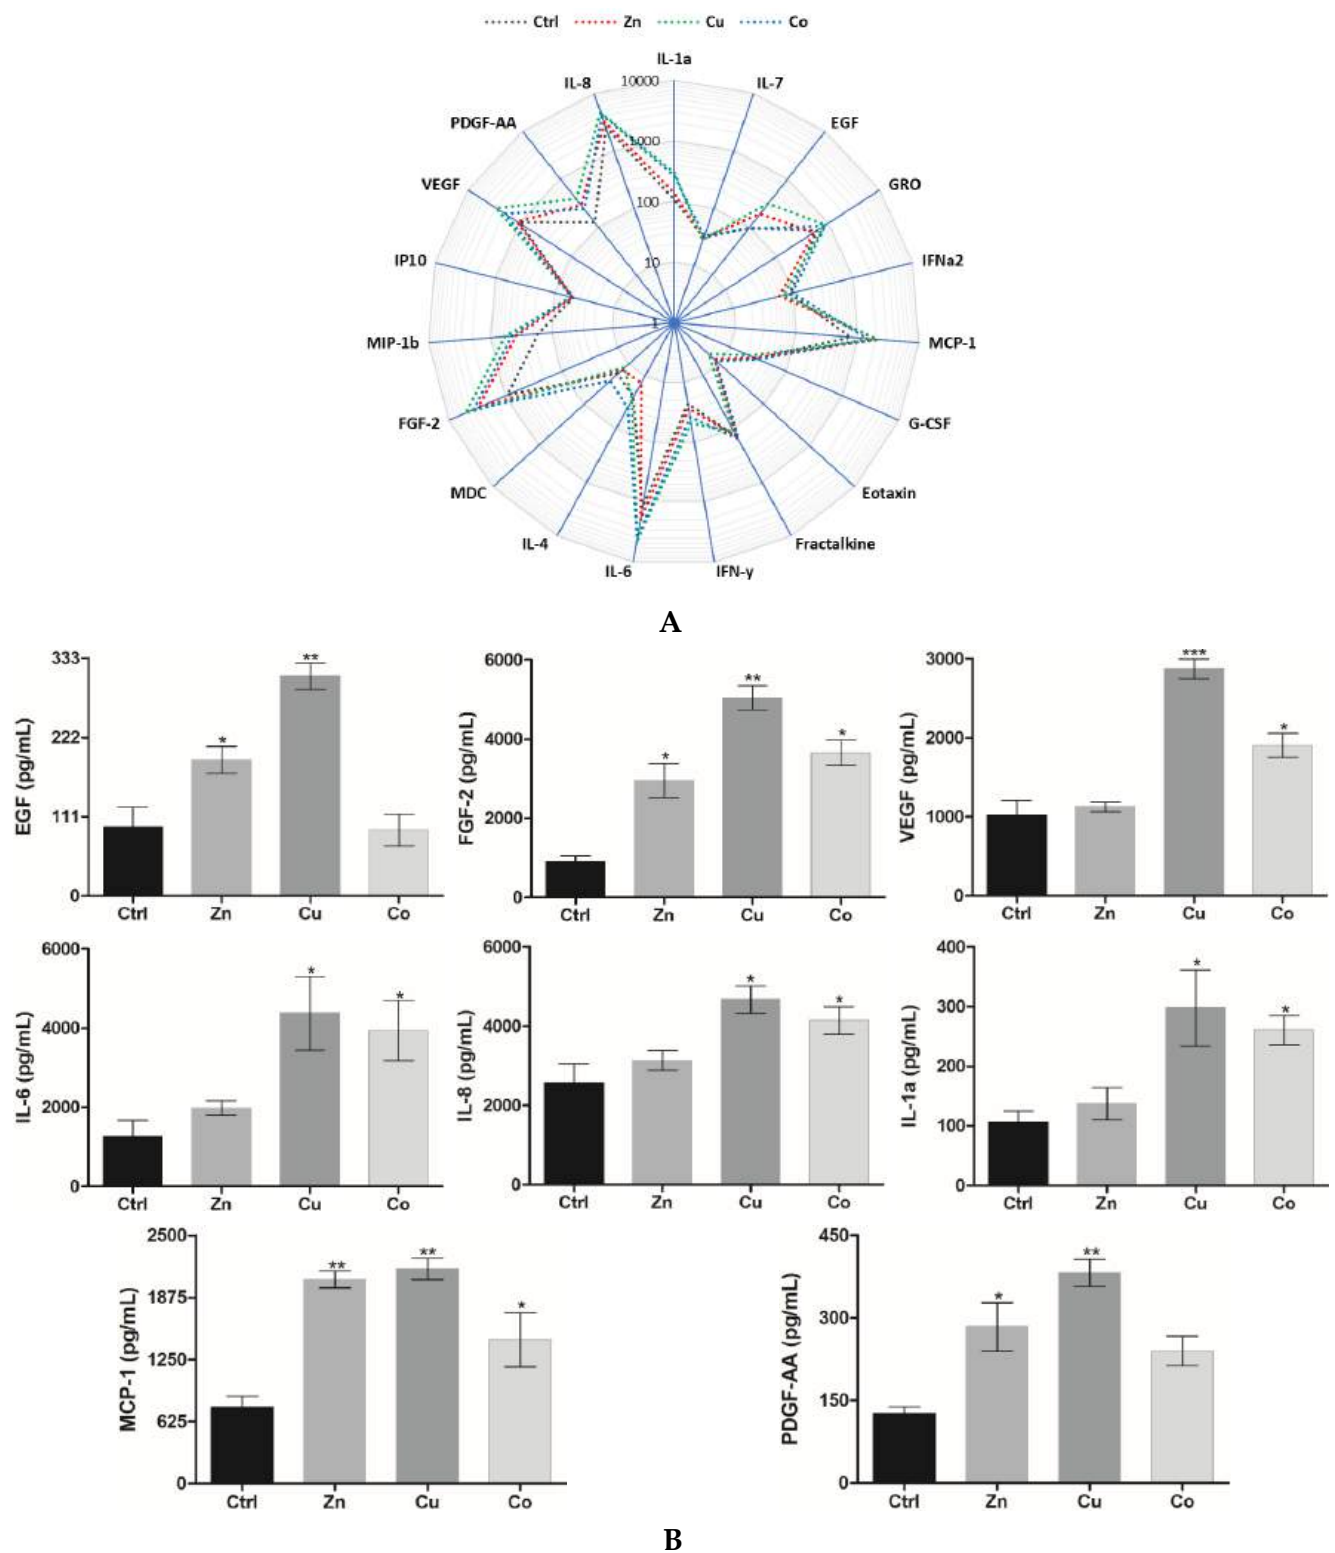 Ctrl Zn Cu Co
IL-1a
IL-7
EGF
GRO
IFNa2
MCP-1
G-CSF
Eotaxin
Fractalkine
IFN-y
IL-6
IL-4
MDC
FGF-2
MIP-1b
IP10
VEGF
PDGF-AA
IL-8
10000
1000
100
10
1
A
EGF (pg/mL)
333
222
111
0
* **
Ctrl Zn Cu Co
FGF-2 (pg/mL)
6000
4000
2000
0
* ** *
Ctrl Zn Cu Co
VEGF (pg/mL)
3000
2000
1000
0
*** *
Ctrl Zn Cu Co
IL-6 (pg/mL)
6000
4000
2000
0
* *
Ctrl Zn Cu Co
IL-8 (pg/mL)
6000
4000
2000
0
* *
Ctrl Zn Cu Co
IL-1a (pg/mL)
400
300
200
100
0
* *
Ctrl Zn Cu Co
MCP-1 (pg/mL)
2500
1875
1250
625
0
** ** *
Ctrl Zn Cu Co
PDGF-AA (pg/mL)
450
300
150
0
* **
Ctrl Zn Cu Co
B